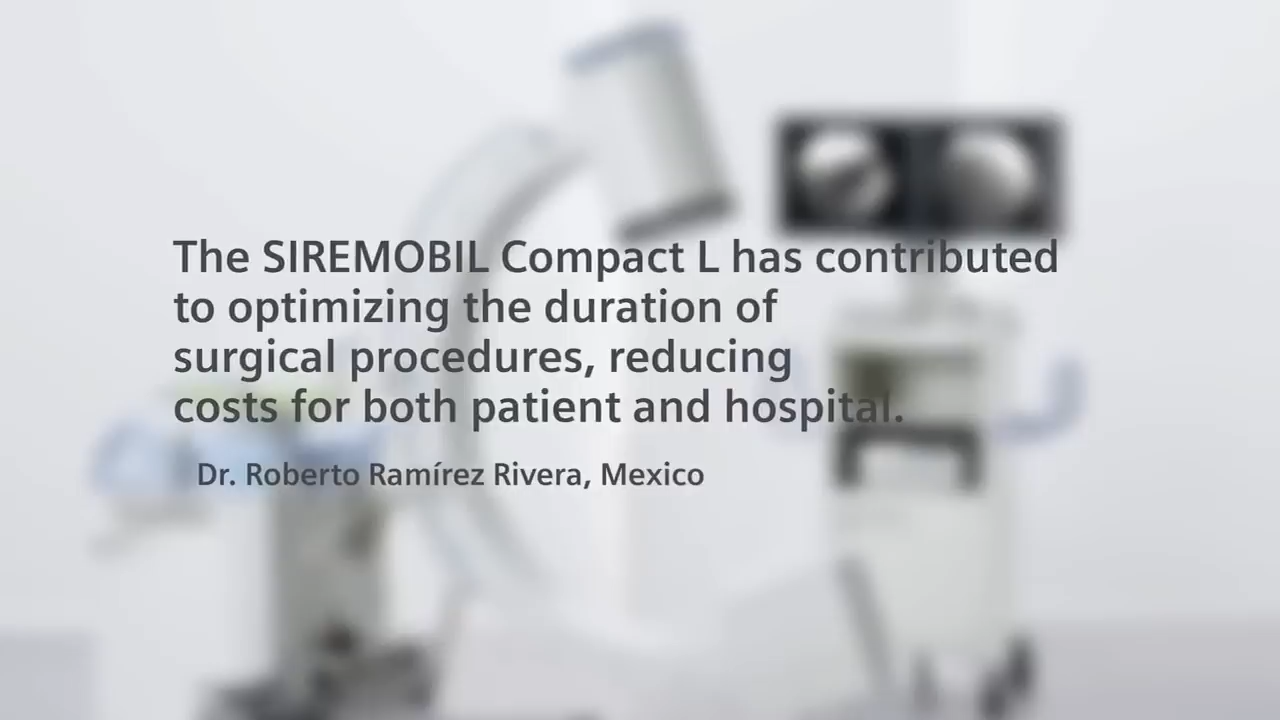 The SIREMOBIL Compact L has contributed
to optimizing the duration of
surgical procedures, reducing
costs for both patient and hospital.
Dr. Roberto Ramírez Rivera, Mexico